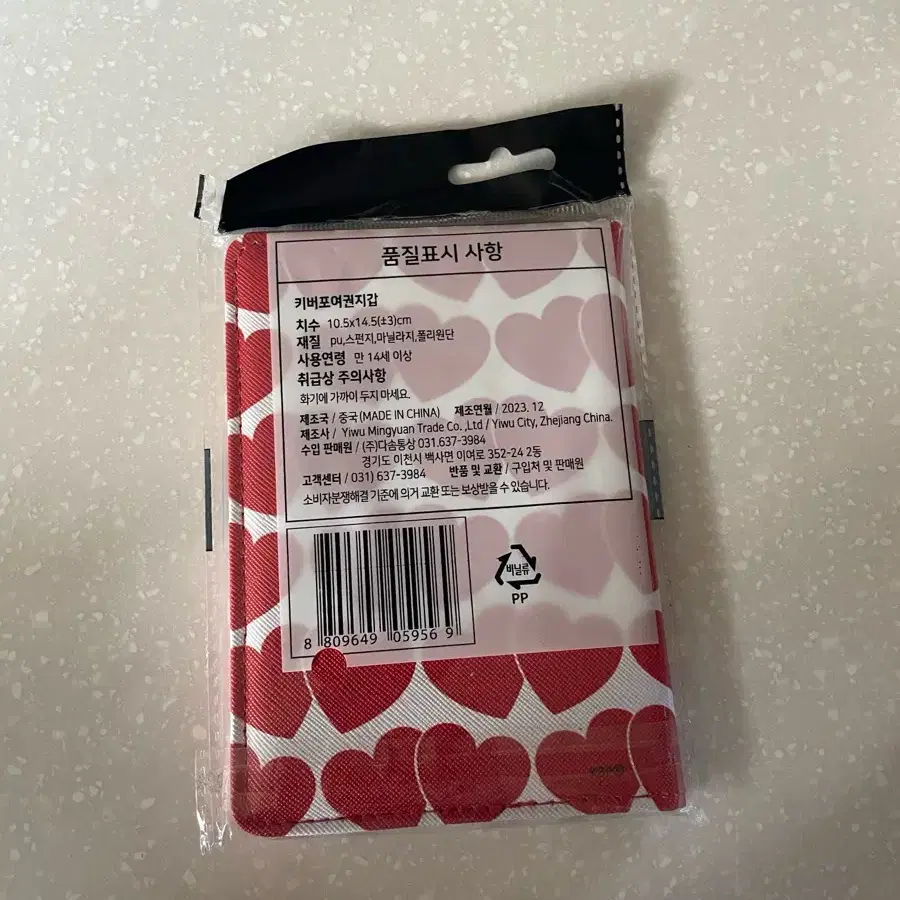 품질표시 사항
키버포여권지갑
치수 10.5x14.5(±3)cm
재질 pu,스펀지,마닐라지,폴리원단
사용연령 만 14세 이상
취급상 주의사항
화기에 가까이 두지 마세요.
제조국 / 중국(MADE IN CHINA) 제조연월 / 2023. 12
제조사 / Yiwu Mingyuan Trade Co.,Ltd / Yiwu City, Zhejiang China.
수입 판매원 / (주)다솜통상 031.637-3984
경기도 이천시 백사면 이여로 352-24 2동
고객센터 / 031) 637-3984 반품 및 교환 / 구입처 및 판매원
소비자분쟁해결 기준에 의거 교환 또는 보상받을 수 있습니다.
8 809649 059569
비닐류
PP